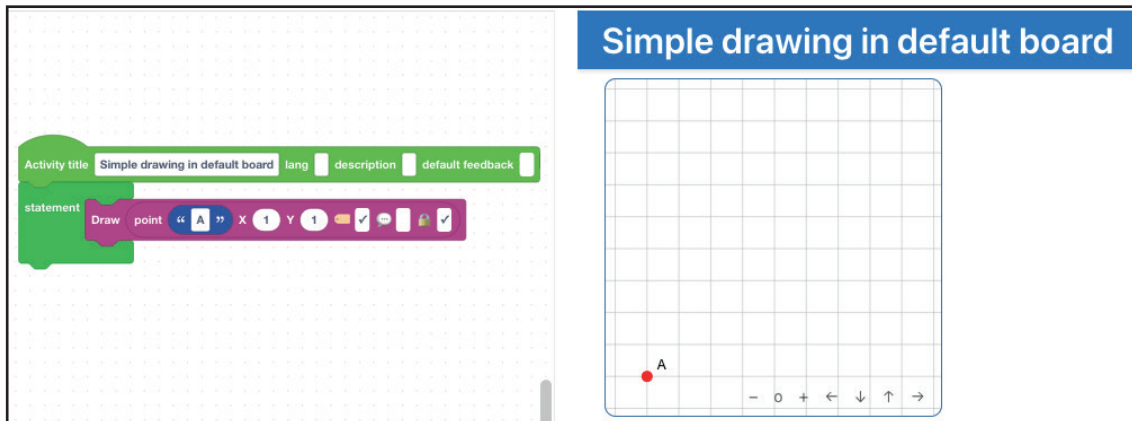 Simple drawing in default board
Activity title Simple drawing in default board lang description default feedback
statement
Draw point “ A ” X 1 Y 1 ✓ ✓
A
− o + ← ↓ ↑ →